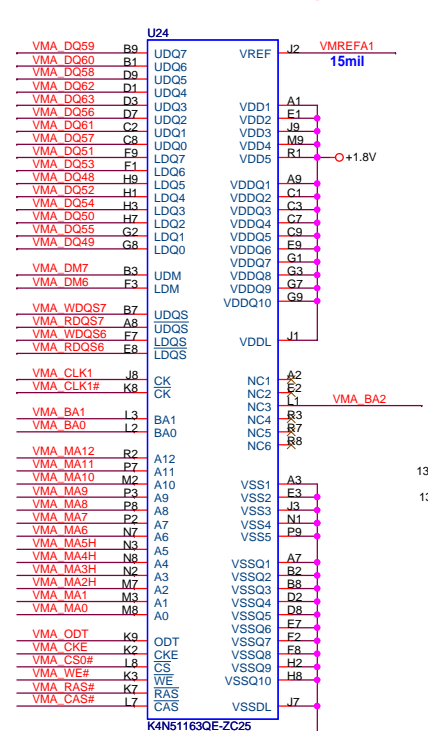 U24
VMA_DQ59 B9 UDQ7 VREF J2 VMREFA1
VMA_DQ60 B1 UDQ6 15mil
VMA_DQ58 D9 UDQ5
VMA_DQ62 D1 UDQ4
VMA_DQ63 D3 UDQ3 VDD1 A1
VMA_DQ56 D7 UDQ2 VDD2 E1
VMA_DQ61 C2 UDQ1 VDD3 J9
VMA_DQ57 C8 UDQ0 VDD4 M9
VMA_DQ51 F9 LDQ7 VDD5 R1 +1.8V
VMA_DQ53 F1 LDQ6
VMA_DQ48 H9 LDQ5 VDDQ1 A9
VMA_DQ52 H1 LDQ4 VDDQ2 C1
VMA_DQ54 H3 LDQ3 VDDQ3 C3
VMA_DQ50 H7 LDQ2 VDDQ4 C7
VMA_DQ55 G2 LDQ1 VDDQ5 C9
VMA_DQ49 G8 LDQ0 VDDQ6 E9
VDDQ7 G1
VMA_DM7 B3 UDM VDDQ8 G3
VMA_DM6 F3 LDM VDDQ9 G7
VDDQ10 G9
VMA_WDQS7 B7 UDQS
VMA_RDQS7 A8 UDQS
VMA_WDQS6 F7 LDQS VDDL J1
VMA_RDQS6 E8 LDQS
VMA_CLK1 J8 CK NC1 A2
VMA_CLK1# K8 CK NC2 E2
NC3 L1 VMA_BA2
VMA_BA1 L3 BA1 NC4 R3
VMA_BA0 L2 BA0 NC5 R7
NC6 R8
VMA_MA12 R2 A12
VMA_MA11 P7 A11 13
VMA_MA10 M2 A10 VSS1 A3
VMA_MA9 P3 A9 VSS2 E3 13
VMA_MA8 P8 A8 VSS3 J3
VMA_MA7 P2 A7 VSS4 N1
VMA_MA6 N7 A6 VSS5 P9
VMA_MA5H N3 A5
VMA_MA4H N8 A4 VSSQ1 A7
VMA_MA3H N2 A3 VSSQ2 B2
VMA_MA2H M7 A2 VSSQ3 B8
VMA_MA1 M3 A1 VSSQ4 D2
VMA_MA0 M8 A0 VSSQ5 D8
VSSQ6 E7
VMA_ODT K9 ODT VSSQ7 F2
VMA_CKE K2 CKE VSSQ8 F8
VMA_CS0# L8 CS VSSQ9 H2
VMA_WE# K3 WE VSSQ10 H8
VMA_RAS# K7 RAS
VMA_CAS# L7 CAS VSSDL J7
K4N51163QE-ZC25